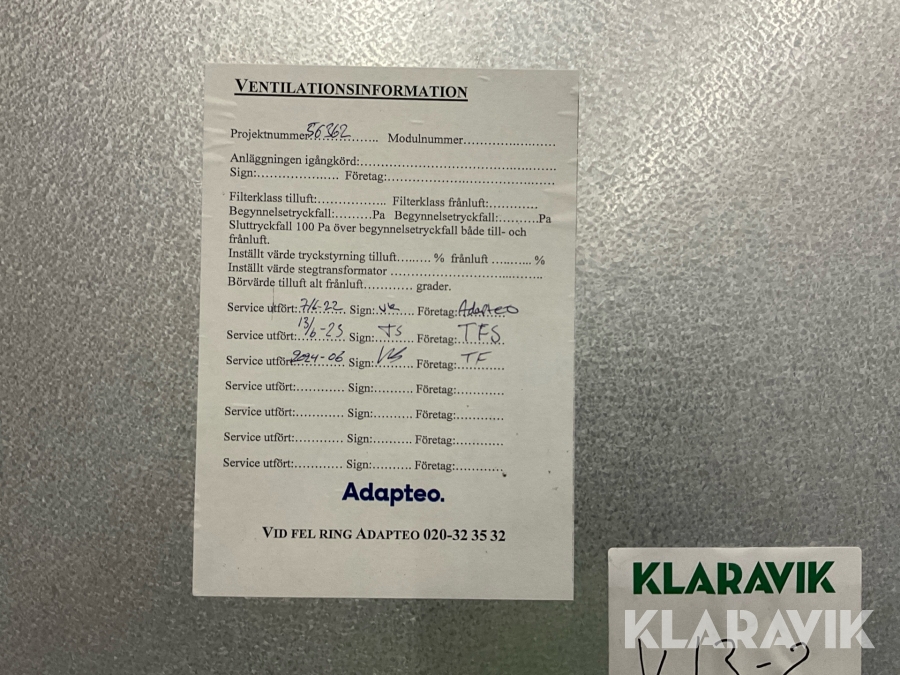 VENTILATIONSINFORMATION
Projektnummer 56362 Modulnummer
Anläggningen igångkörd:
Sign: Företag:
Filterklass tilluft: Filterklass frånluft:
Begynnelsetryckfall: Pa Begynnelsetryckfall: Pa
Sluttryckfall 100 Pa över begynnelsetryckfall både till- och
frånluft.
Inställt värde tryckstyrning tilluft % frånluft %
Inställt värde stegtransformator
Börvärde tilluft alt frånluft grader.
Service utfört: 7/6-22 Sign: Företag: Adapteo
Service utfört: 13/6-23 Sign: TS Företag: TFS
Service utfört: 2024-06 Sign: Företag: TF
Service utfört: Sign: Företag:
Service utfört: Sign: Företag:
Service utfört: Sign: Företag:
Service utfört: Sign: Företag:
Adapteo.
VID FEL RING ADAPTEO 020-32 35 32
KLARAVIK
KLARAVIK